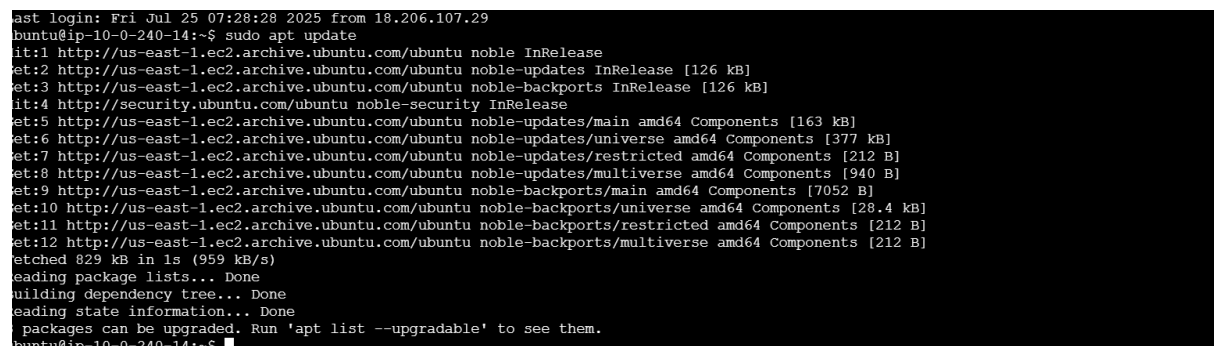 ast login: Fri Jul 25 07:28:28 2025 from 18.206.107.29
buntu@ip-10-0-240-14:~$ sudo apt update
it:1 http://us-east-1.ec2.archive.ubuntu.com/ubuntu noble InRelease
et:2 http://us-east-1.ec2.archive.ubuntu.com/ubuntu noble-updates InRelease [126 kB]
et:3 http://us-east-1.ec2.archive.ubuntu.com/ubuntu noble-backports InRelease [126 kB]
it:4 http://security.ubuntu.com/ubuntu noble-security InRelease
et:5 http://us-east-1.ec2.archive.ubuntu.com/ubuntu noble-updates/main amd64 Components [163 kB]
et:6 http://us-east-1.ec2.archive.ubuntu.com/ubuntu noble-updates/universe amd64 Components [377 kB]
et:7 http://us-east-1.ec2.archive.ubuntu.com/ubuntu noble-updates/restricted amd64 Components [212 B]
et:8 http://us-east-1.ec2.archive.ubuntu.com/ubuntu noble-updates/multiverse amd64 Components [940 B]
et:9 http://us-east-1.ec2.archive.ubuntu.com/ubuntu noble-backports/main amd64 Components [7052 B]
et:10 http://us-east-1.ec2.archive.ubuntu.com/ubuntu noble-backports/universe amd64 Components [28.4 kB]
et:11 http://us-east-1.ec2.archive.ubuntu.com/ubuntu noble-backports/restricted amd64 Components [212 B]
et:12 http://us-east-1.ec2.archive.ubuntu.com/ubuntu noble-backports/multiverse amd64 Components [212 B]
etched 829 kB in 1s (959 kB/s)
eading package lists... Done
uilding dependency tree... Done
eading state information... Done
packages can be upgraded. Run 'apt list --upgradable' to see them.
buntu@ip-10-0-240-14:~$